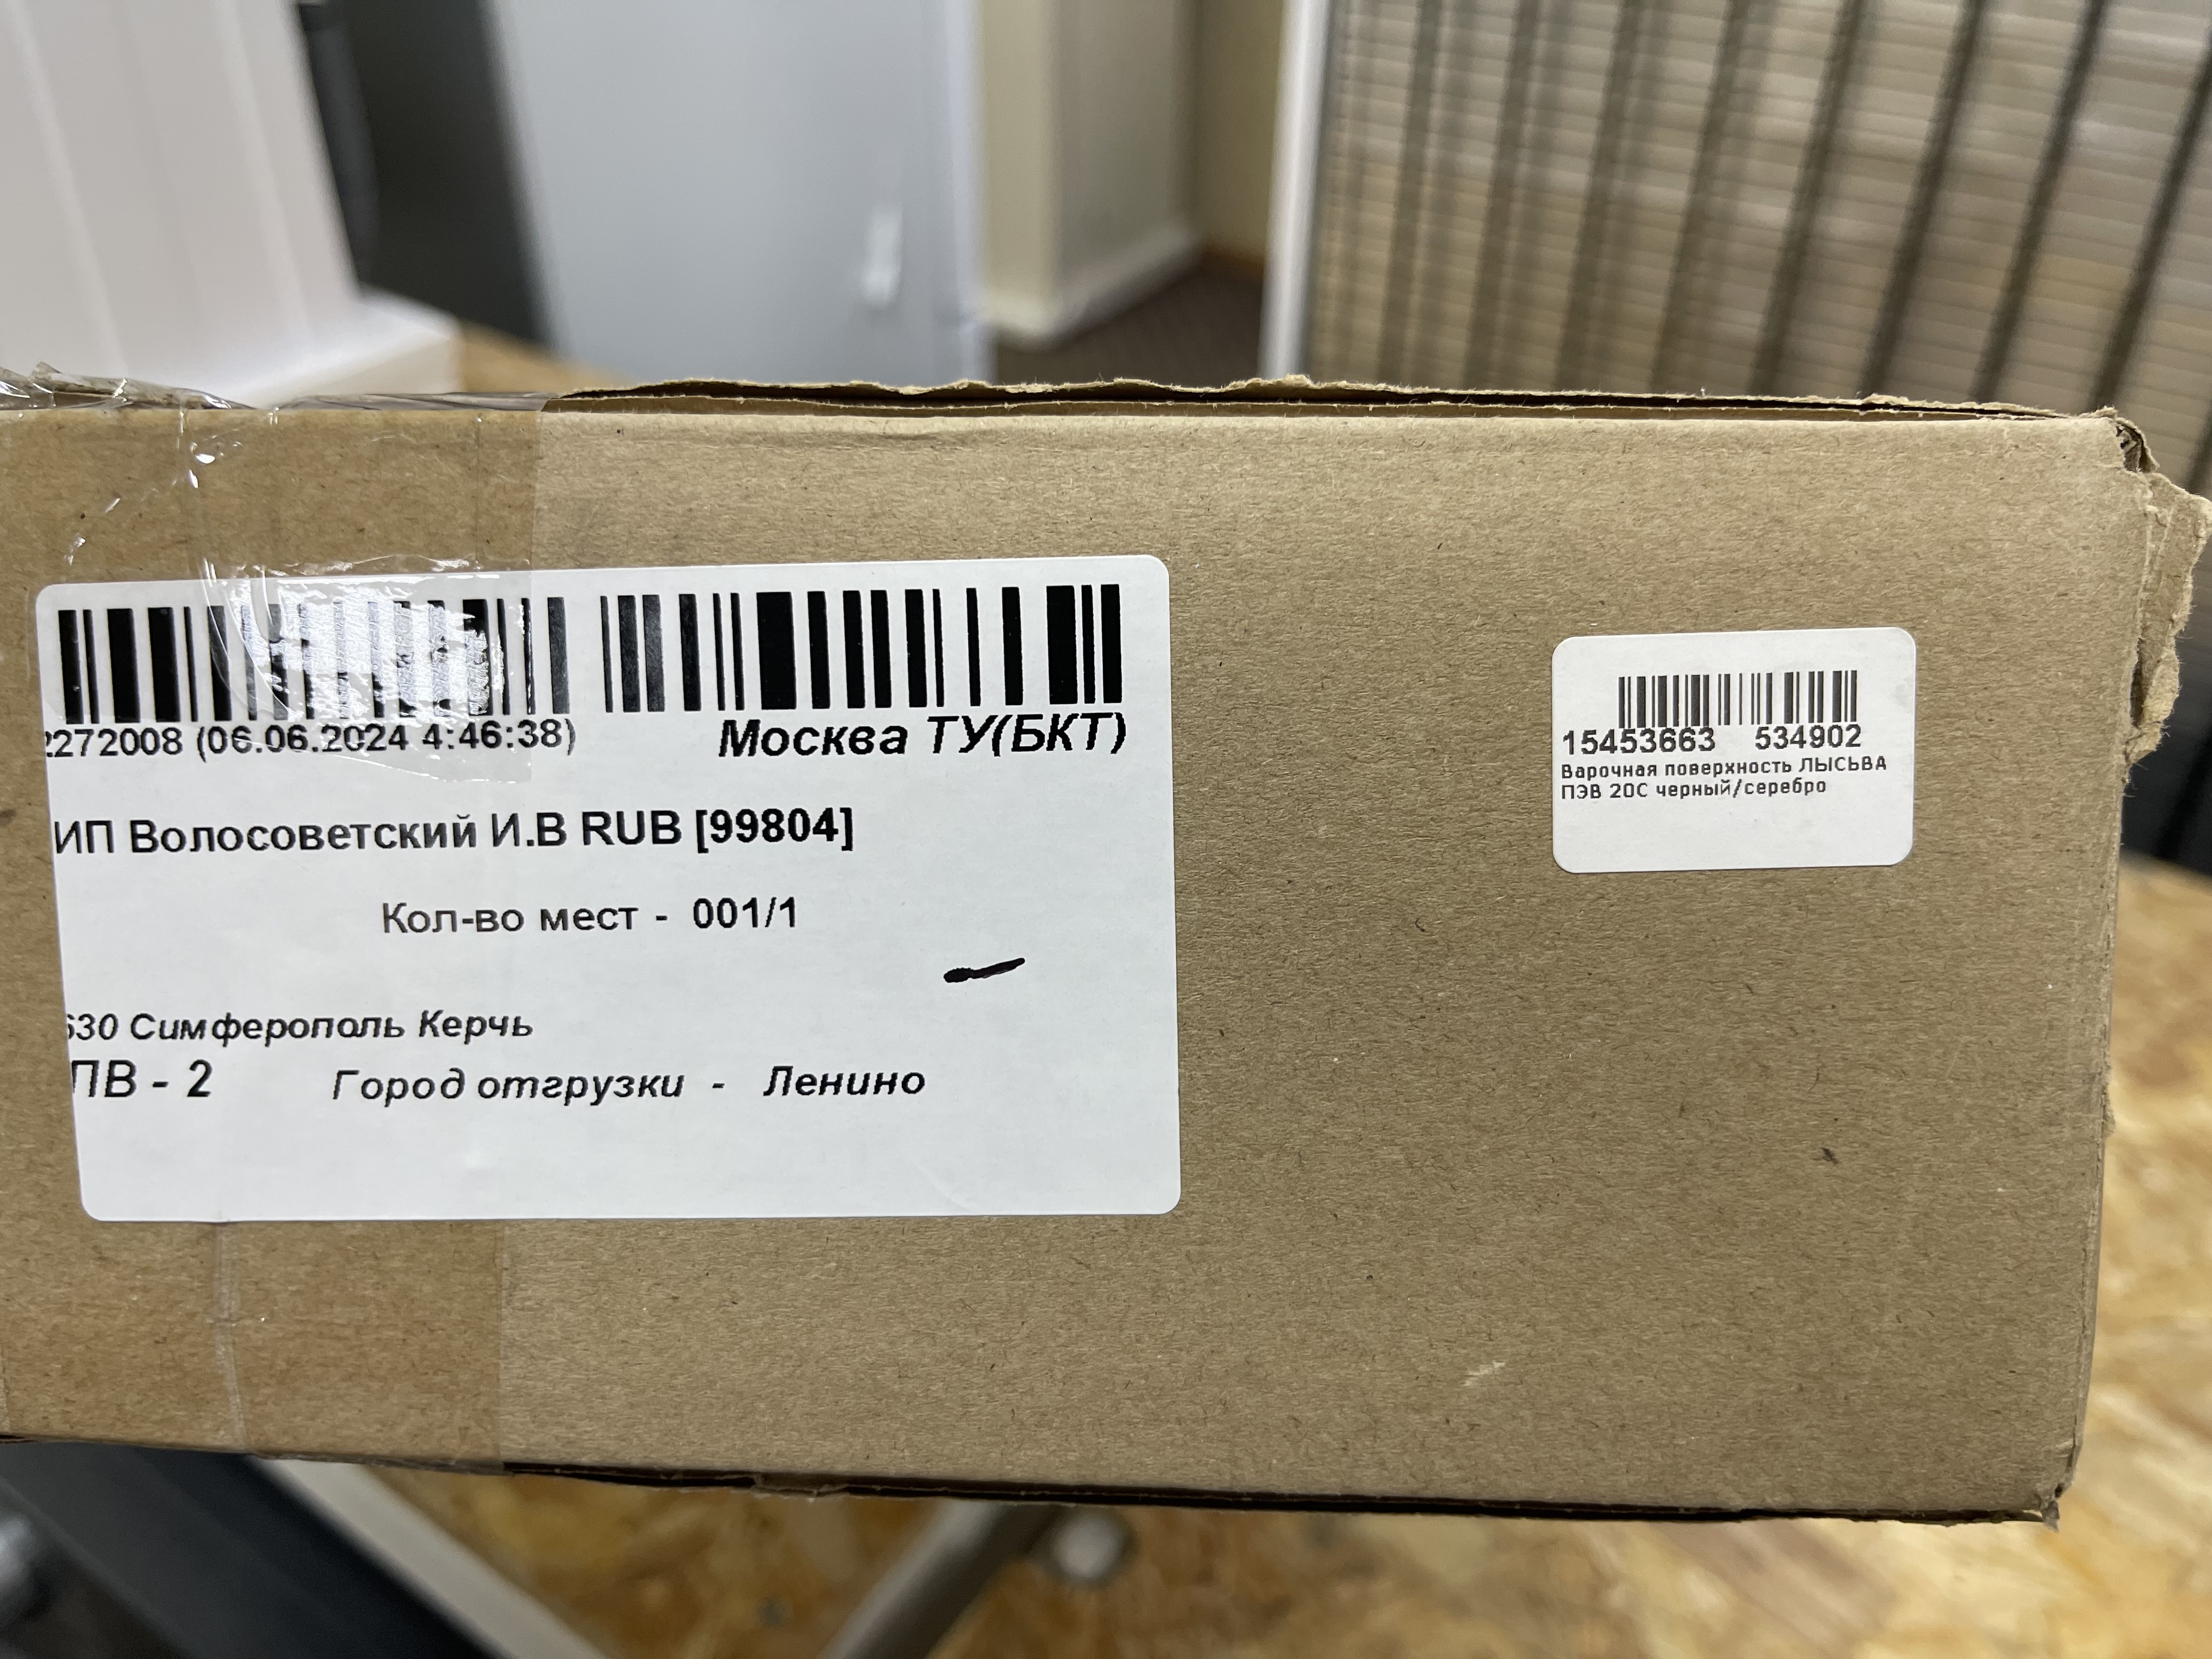 2272008 (06.06.2024 4:46:38) Москва ТУ(БКТ)
ИП Волосоветский И.В RUB [99804]
Кол-во мест - 001/1
630 Симферополь Керчь
ПВ - 2 Город отгрузки - Ленино
15453663 534902
Варочная поверхность ЛЫСЬВА
ПЭВ 20С черный/серебро